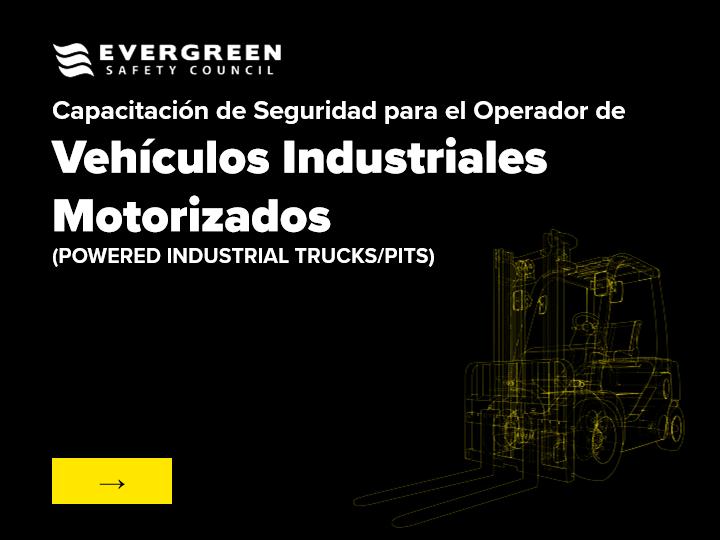 EVERGREEN
SAFETY COUNCIL
Capacitación de Seguridad para el Operador de
Vehículos Industriales
Motorizados
(POWERED INDUSTRIAL TRUCKS/PITS)
→